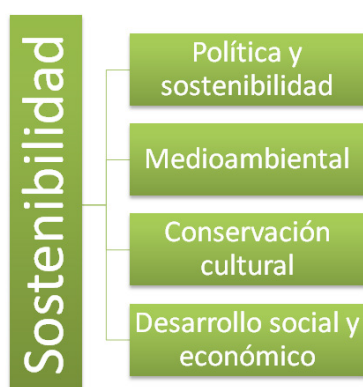 Sostenibilidad
Política y
sostenibilidad
Medioambiental
Conservación
cultural
Desarrollo social y
económico